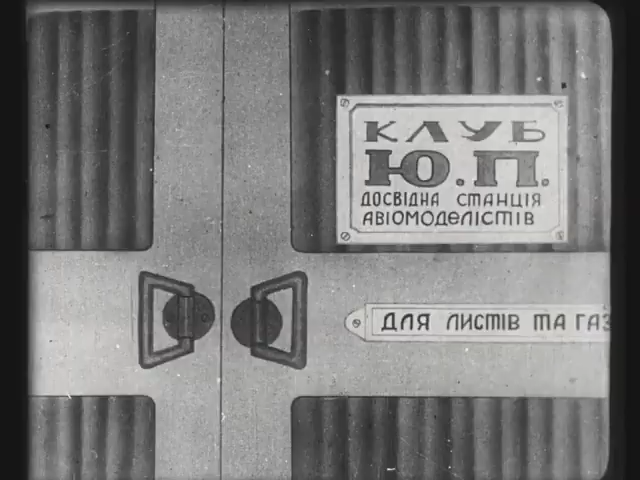 КЛУБ
Ю.П.
ДОСВІДНА СТАНЦІЯ
АВІОМОДЕЛІСТІВ
ДЛЯ ЛИСТІВ ТА ГАЗ